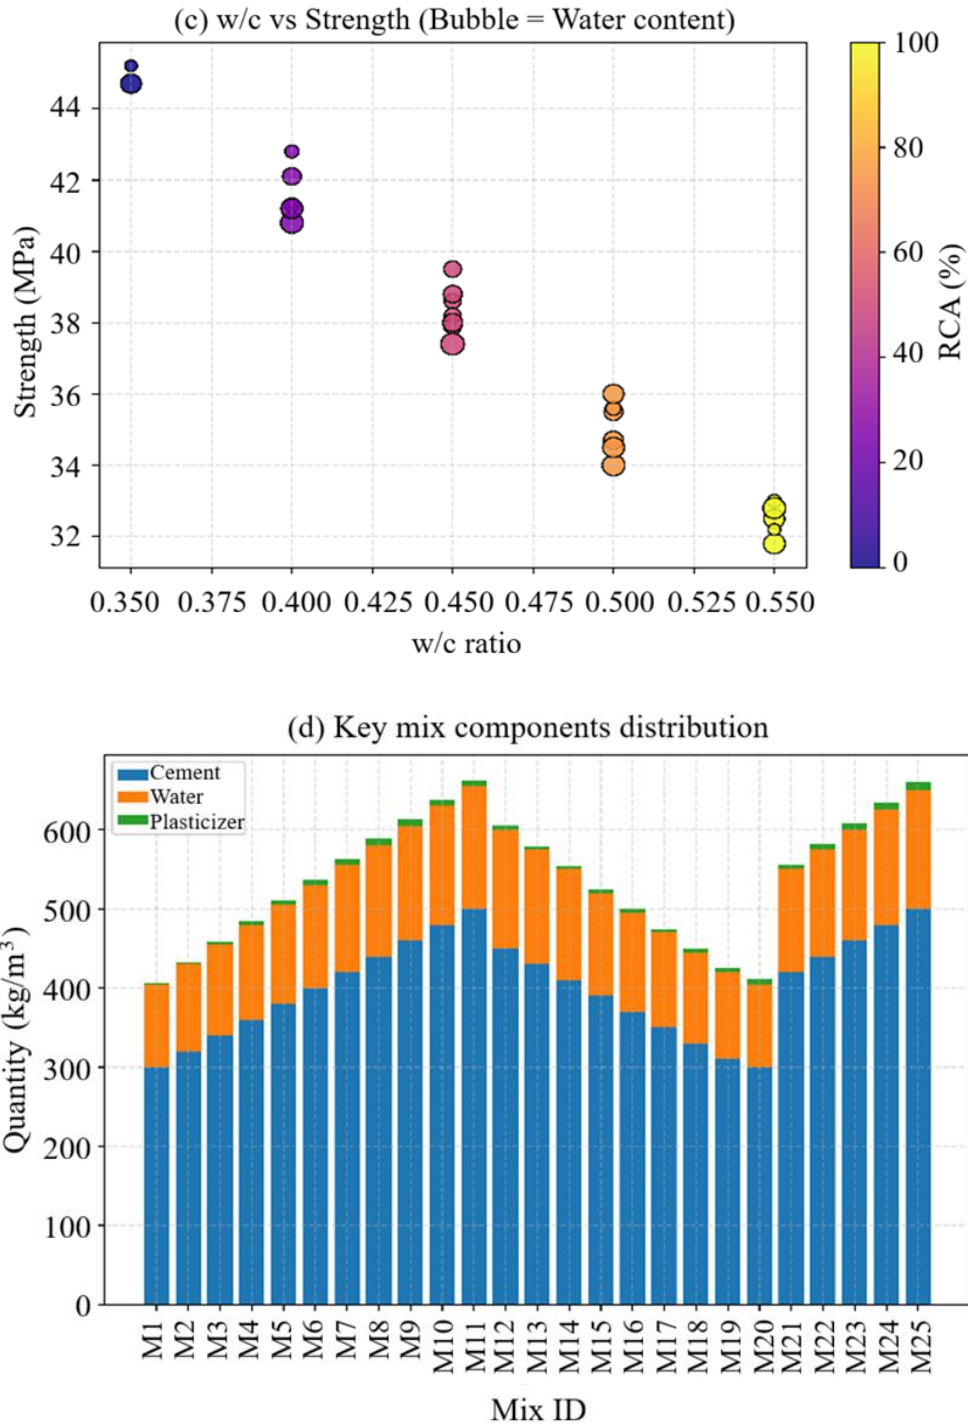 (c) w/c vs Strength (Bubble = Water content)
Strength (MPa)
44
42
40
38
36
34
32
0.350 0.375 0.400 0.425 0.450 0.475 0.500 0.525 0.550
w/c ratio
100
80
60
40
20
0
RCA (%)
(d) Key mix components distribution
Cement
Water
Plasticizer
Quantity (kg/m³)
600
500
400
300
200
100
0
M1 M2 M3 M4 M5 M6 M7 M8 M9 M10 M11 M12 M13 M14 M15 M16 M17 M18 M19 M20 M21 M22 M23 M24 M25
Mix ID